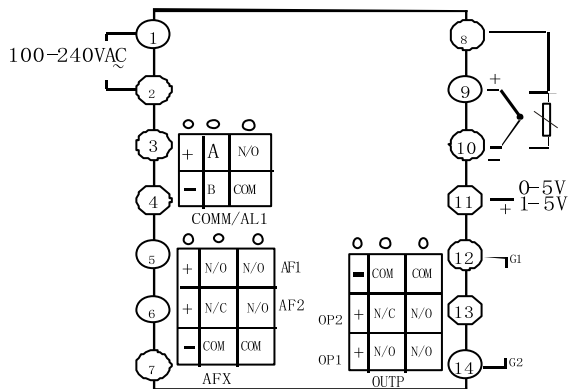 100-240VAC
~
1
2
3
4
5
6
7
+ A N/O
- B COM
COMM/AL1
+ N/O N/O AF1
+ N/C N/O AF2
- COM COM
AFX
- COM COM
OP2 + N/C N/O
OP1 + N/O N/O
OUTP
8
9 +
10 -
11 + 0-5V
1-5V
12 G1
13
14 G2